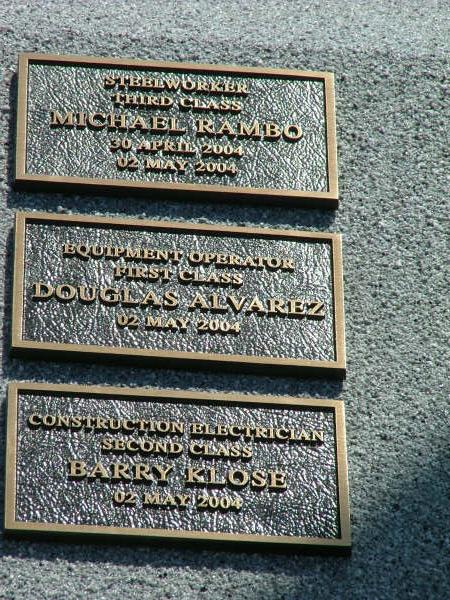 STEELWORKER
THIRD CLASS
MICHAEL RAMBO
30 APRIL 2004
02 MAY 2004
EQUIPMENT OPERATOR
FIRST CLASS
DOUGLAS ALVAREZ
02 MAY 2004
CONSTRUCTION ELECTRICIAN
SECOND CLASS
BARRY KLOSE
02 MAY 2004